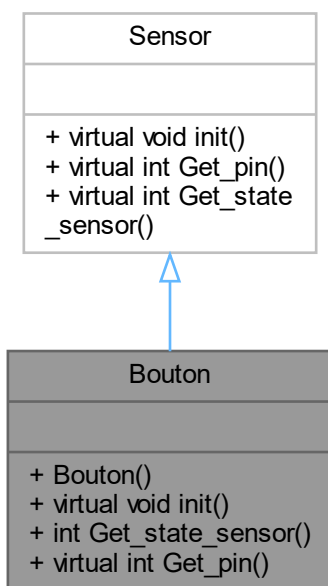 Sensor
+ virtual void init()
+ virtual int Get_pin()
+ virtual int Get_state
_sensor()
Bouton
+ Bouton()
+ virtual void init()
+ int Get_state_sensor()
+ virtual int Get_pin()